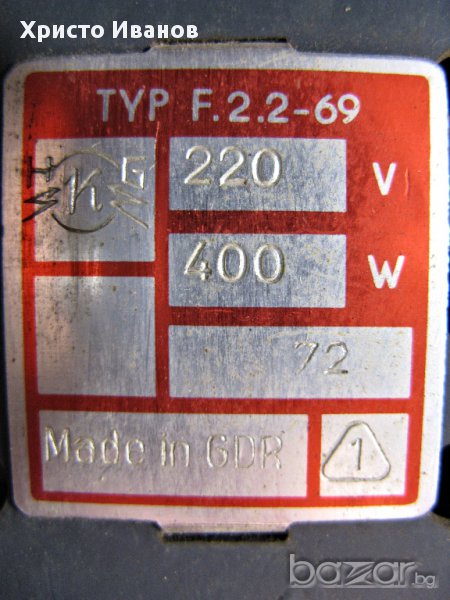 Христо Иванов
TYP F.2.2-69
K
220 V
400 W
72
Made in GDR
1
bazar.bg